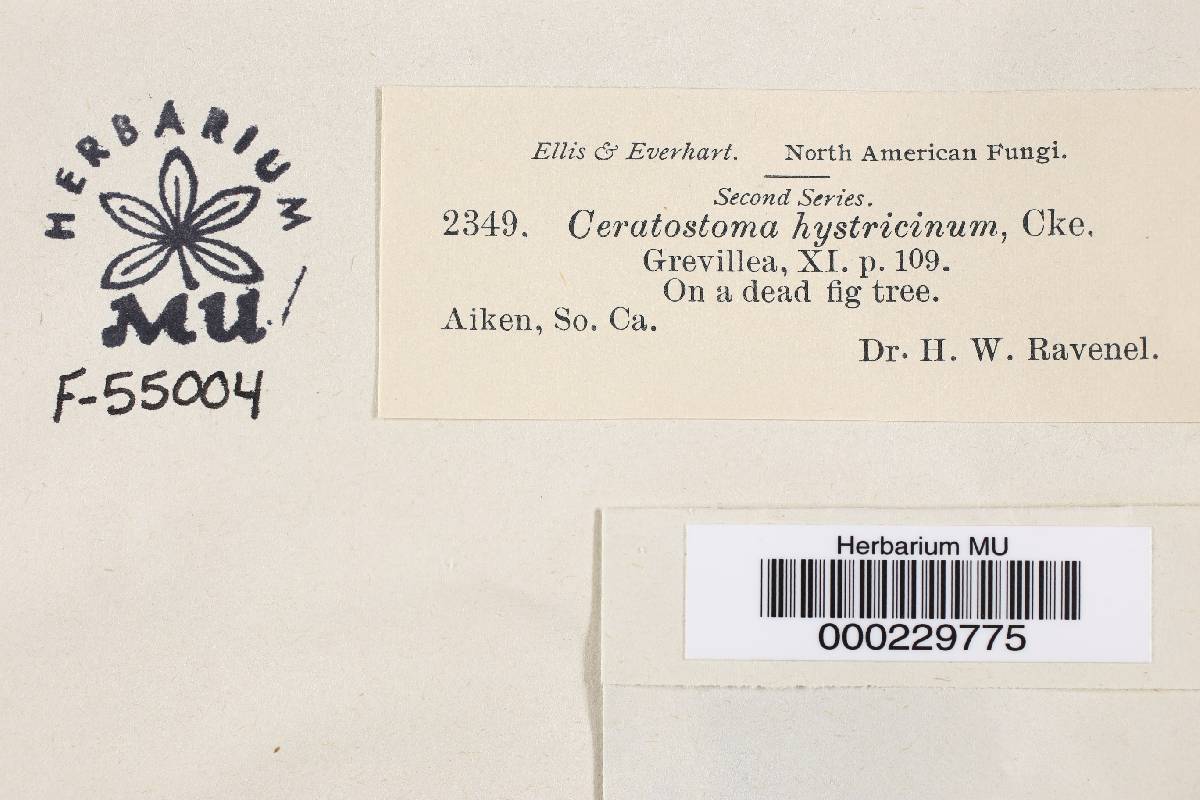 HERBARIUM
MU
F-55004
Ellis & Everhart. North American Fungi.
Second Series.
2349. Ceratostoma hystricinum, Cke.
Grevillea, XI. p. 109.
On a dead fig tree.
Aiken, So. Ca.
Dr. H. W. Ravenel.
Herbarium MU
000229775